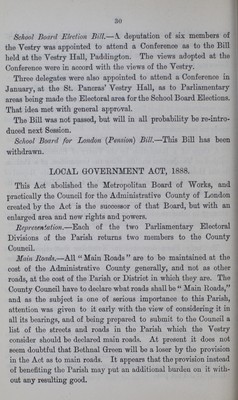 30
School Board Election Bill.—A deputation of six members of
the Vestry was appointed to attend a Conference as to the Bill
held at the Vestry Hall, Paddington. The views adopted at the
Conference were in accord with the views of the Vestry.
Three delegates were also appointed to attend a Conference in
January, at the St. Pancras' Vestry Hall, as to Parliamentary
areas being made the Electoral area for the School Board Elections.
That idea met with general approval.
The Bill was not passed, but will in all probability be re-intro-
duced next Session.
School Board for London (Pension) Bill.—This Bill has been
withdrawn.
LOCAL GOVERNMENT ACT, 1888.
This Act abolished the Metropolitan Board of Works, and
practically the Council for the Administrative County of London
created by the Act is the successor of that Board, but with an
enlarged area and new rights and powers.
Representation.—Each of the two Parliamentary Electoral
Divisions of the Parish returns two members to the County
Council.
Main Roads.—All "Main Roads" are to be maintained at the
cost of the Administrative County generally, and not as other
roads, at the cost of the Parish or District in which they are. The
County Council have to declare what roads shall be "Main Roads,"
and as the subject is one of serious importance to this Parish,
attention was given to it early with the view of considering it in
all its bearings, and of being prepared to submit to the Council a
list of the streets and roads in the Parish which the Vestry
consider should be declared main roads. At present it does not
seem doubtful that Bethnal Green will be a loser by the provision
in the Act as to main roads. It appears that the provision instead
of benefiting the Parish may put an additional burden on it with-
out any resulting good.